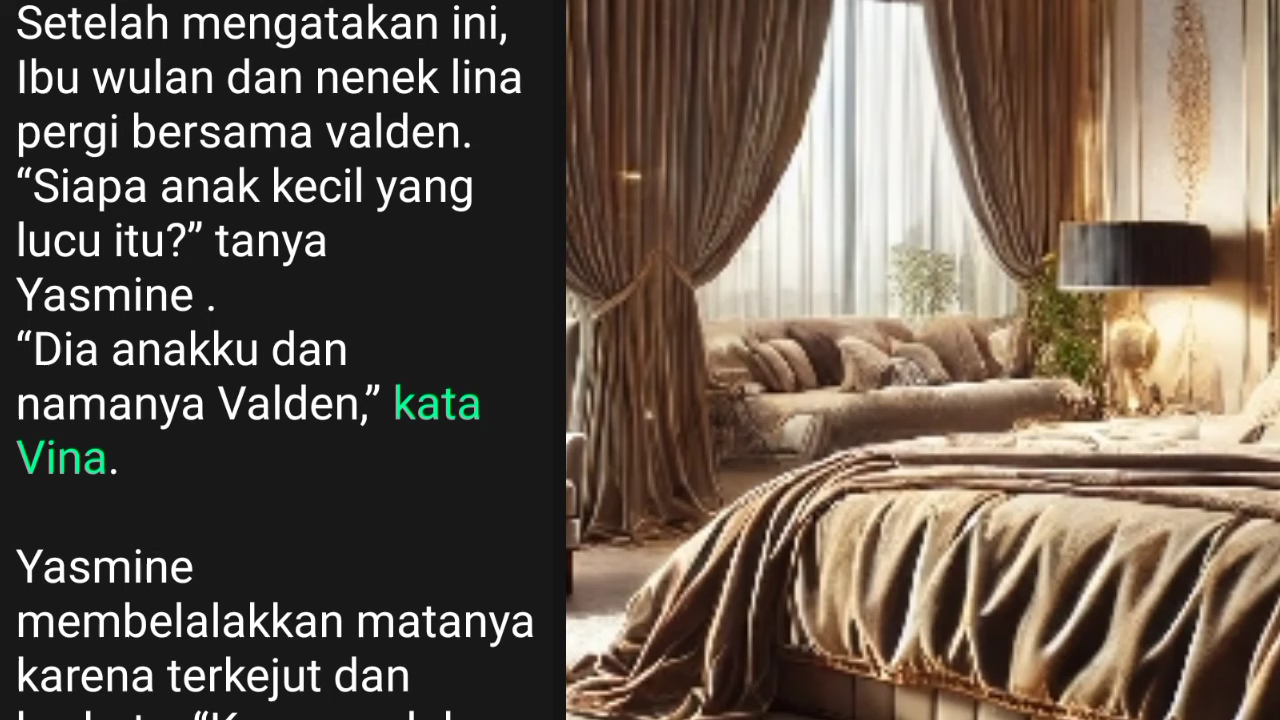 Setelah mengatakan ini,
Ibu wulan dan nenek lina
pergi bersama valden.
“Siapa anak kecil yang
lucu itu?” tanya
Yasmine .
“Dia anakku dan
namanya Valden,” kata
Vina.
Yasmine
membelalakkan matanya
karena terkejut dan